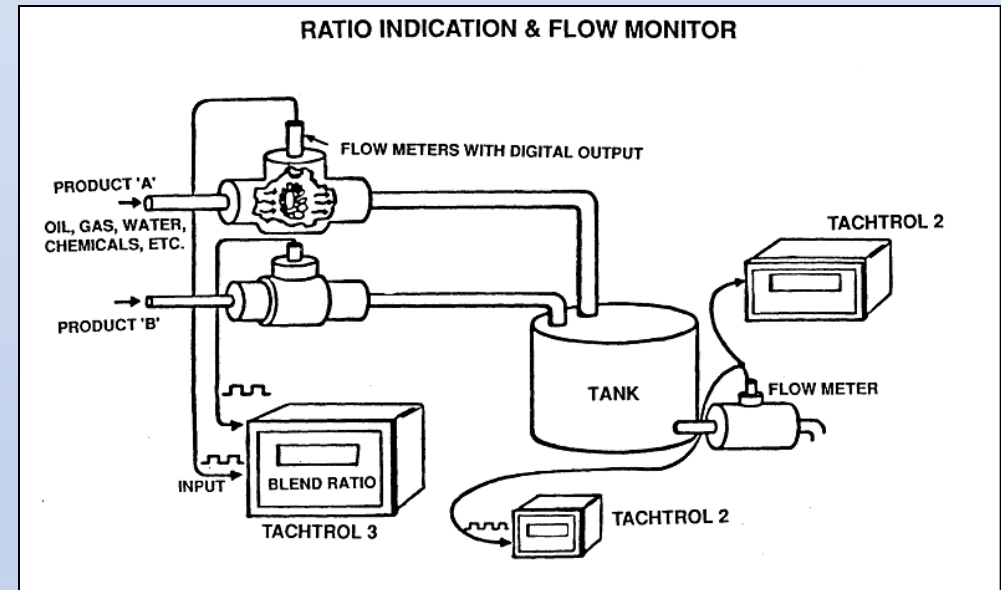 RATIO INDICATION & FLOW MONITOR
FLOW METERS WITH DIGITAL OUTPUT
PRODUCT 'A'
OIL, GAS, WATER,
CHEMICALS, ETC.
PRODUCT 'B'
TACHTROL 2
TANK
FLOW METER
INPUT
BLEND RATIO
TACHTROL 3
TACHTROL 2